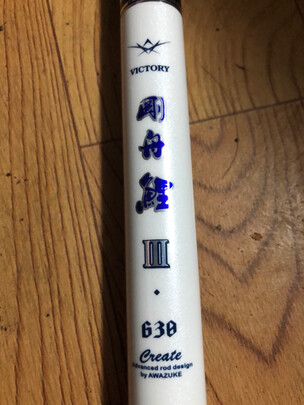 VICTORY
剛
舟
鯉
III
630
Create
advanced rod design
by AWAZUKE